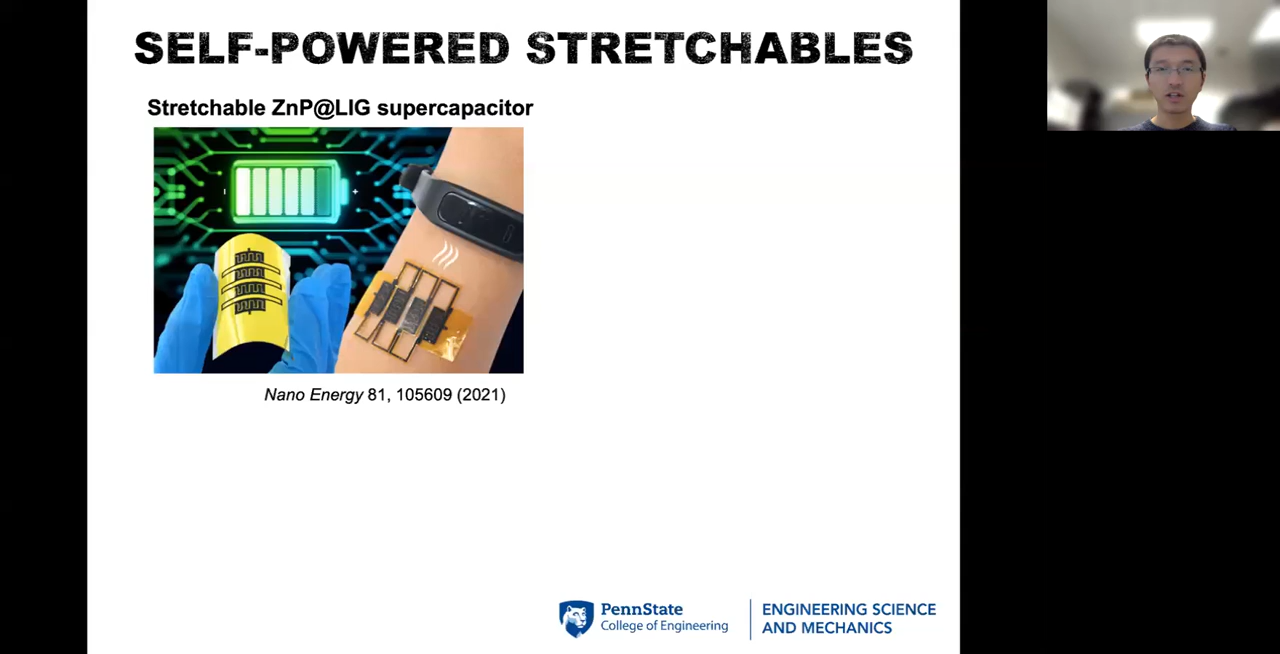 SELF-POWERED STRETCHABLES
Stretchable ZnP@LIG supercapacitor
Nano Energy 81, 105609 (2021)
PennState
College of Engineering
ENGINEERING SCIENCE
AND MECHANICS